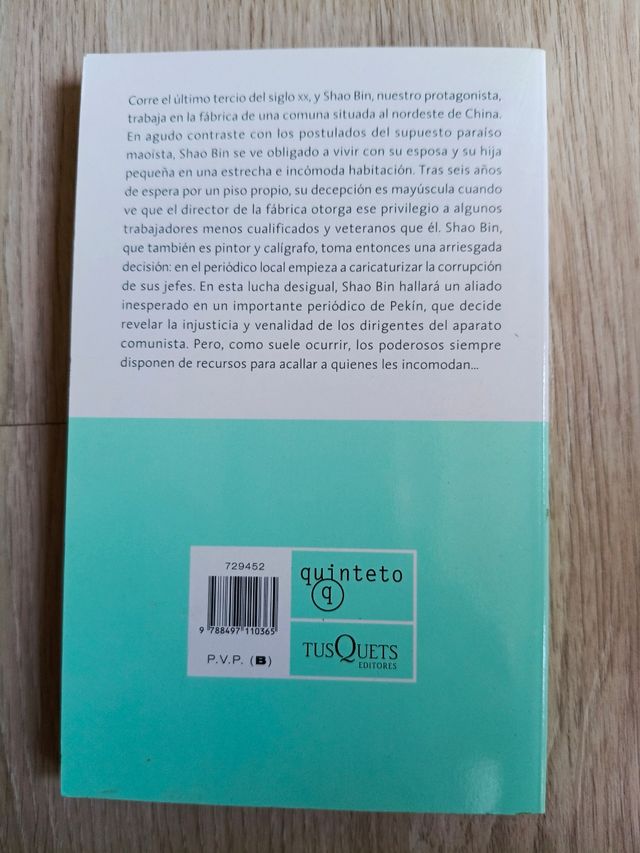 Corre el último tercio del siglo XX, y Shao Bin, nuestro protagonista,
trabaja en la fábrica de una comuna situada al nordeste de China.
En agudo contraste con los postulados del supuesto paraíso
maoísta, Shao Bin se ve obligado a vivir con su esposa y su hija
pequeña en una estrecha e incómoda habitación. Tras seis años
de espera por un piso propio, su decepción es mayúscula cuando
ve que el director de la fábrica otorga ese privilegio a algunos
trabajadores menos cualificados y veteranos que él. Shao Bin,
que también es pintor y calígrafo, toma entonces una arriesgada
decisión: en el periódico local empieza a caricaturizar la corrupción
de sus jefes. En esta lucha desigual, Shao Bin hallará un aliado
inesperado en un importante periódico de Pekín, que decide
revelar la injusticia y venalidad de los dirigentes del aparato
comunista. Pero, como suele ocurrir, los poderosos siempre
disponen de recursos para acallar a quienes les incomodan...
729452
9 788497 110365
P.V.P. (B)
quinteto
q
TUSQUETS
EDITORES